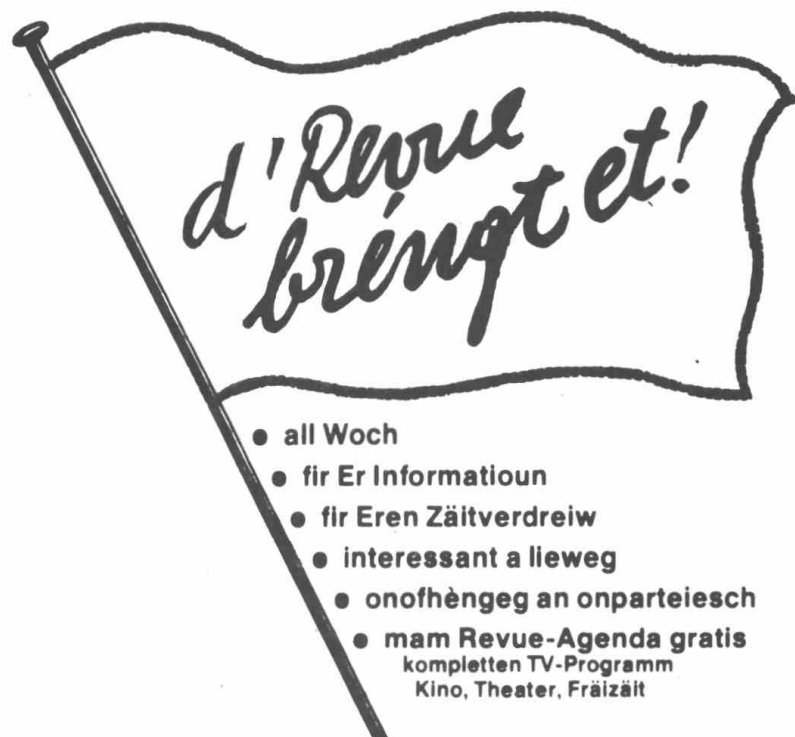 d'Revue
bréngt et!
• all Woch
• fir Er Informatioun
• fir Eren Zäitverdreiw
• interessant a lieweg
• onofhèngeg an onparteiesch
• mam Revue-Agenda gratis
kompletten TV-Programm
Kino, Theater, Fräizäit